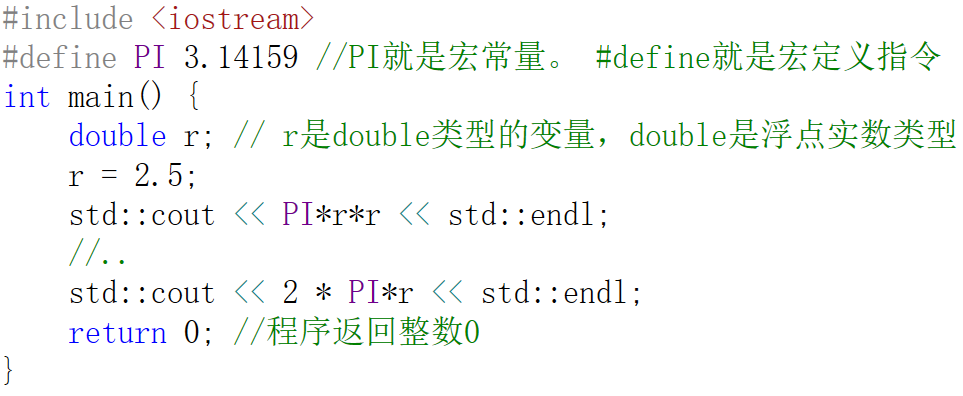 #include <iostream>
#define PI 3.14159 //PI就是宏常量。 #define就是宏定义指令
int main() {
    double r; // r是double类型的变量，double是浮点实数类型
    r = 2.5;
    std::cout << PI*r*r << std::endl;
    //..
    std::cout << 2 * PI*r << std::endl;
    return 0; //程序返回整数0
}